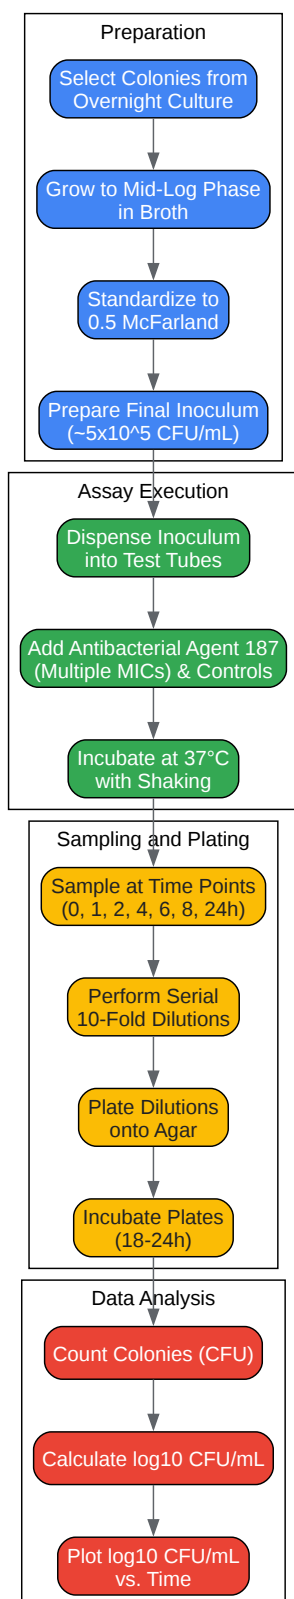 Preparation
Select Colonies from
Overnight Culture
Grow to Mid-Log Phase
in Broth
Standardize to
0.5 McFarland
Prepare Final Inoculum
(~5x10^5 CFU/mL)
Assay Execution
Dispense Inoculum
into Test Tubes
Add Antibacterial Agent 187
(Multiple MICs) & Controls
Incubate at 37°C
with Shaking
Sampling and Plating
Sample at Time Points
(0, 1, 2, 4, 6, 8, 24h)
Perform Serial
10-Fold Dilutions
Plate Dilutions
onto Agar
Incubate Plates
(18-24h)
Data Analysis
Count Colonies (CFU)
Calculate log10 CFU/mL
Plot log10 CFU/mL
vs. Time